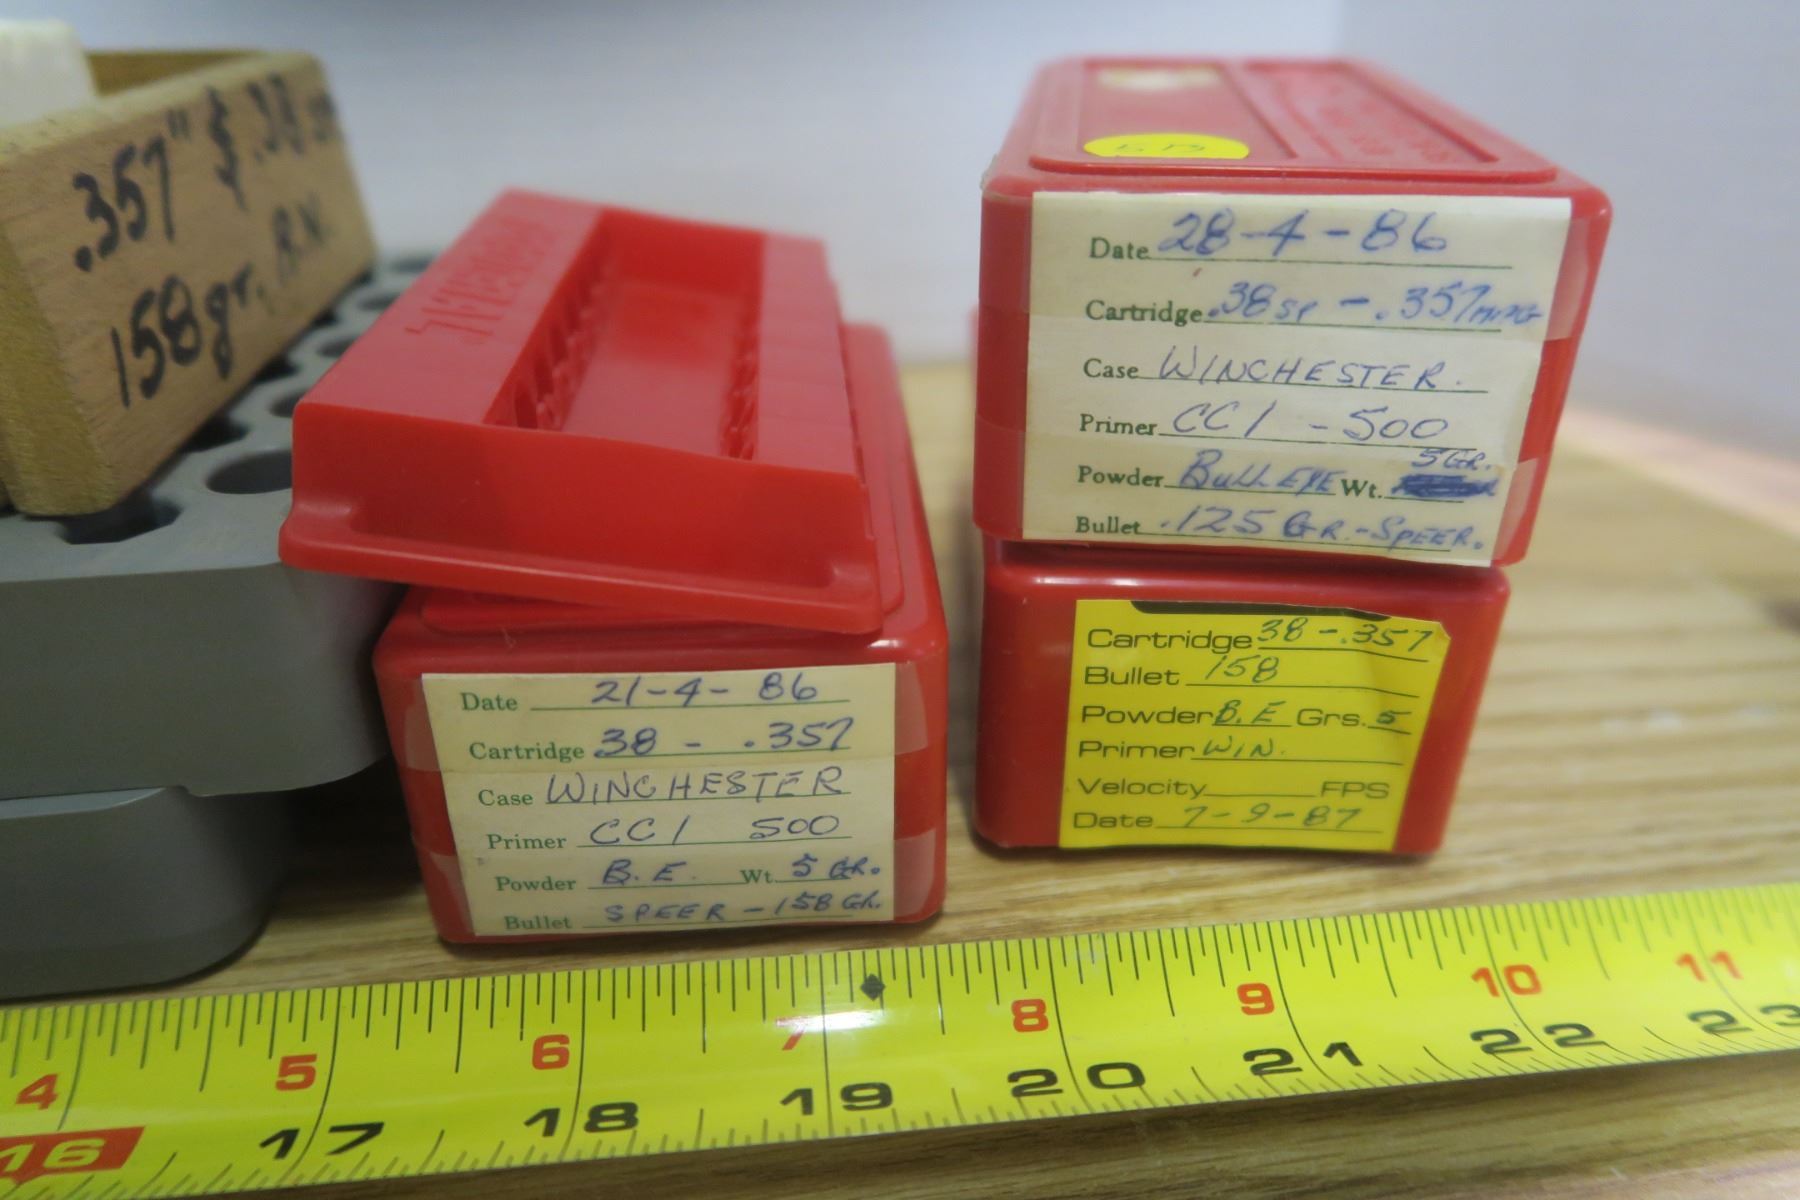 .357" & .38
158gr. R.N.
Date 28-4-86
Cartridge .38 SP - .357 MAG
Case WINCHESTER.
Primer CCI - 500
5 GR.
Powder BULLEYE Wt.
Bullet .125 GR. - SPEER.
Cartridge 38 - .357
Bullet 158
Powder B.E Grs. 5
Primer WIN.
Velocity FPS
Date 7-9-87
Date 21-4-86
Cartridge 38 - .357
Case WINCHESTER
Primer CCI 500
Powder B.E. Wt. 5 GR.
Bullet SPEER - 158 GR.
4 5 6 7 8 9 10 11
16 17 18 19 20 21 22 23